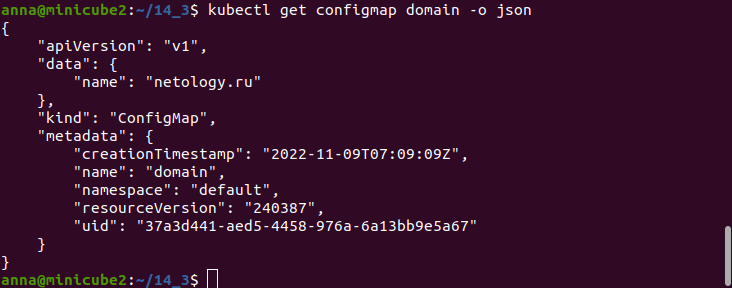 anna@minicube2:~/14_3$ kubectl get configmap domain -o json
{
    "apiVersion": "v1",
    "data": {
        "name": "netology.ru"
    },
    "kind": "ConfigMap",
    "metadata": {
        "creationTimestamp": "2022-11-09T07:09:09Z",
        "name": "domain",
        "namespace": "default",
        "resourceVersion": "240387",
        "uid": "37a3d441-aed5-4458-976a-6a13bb9e5a67"
    }
}
anna@minicube2:~/14_3$